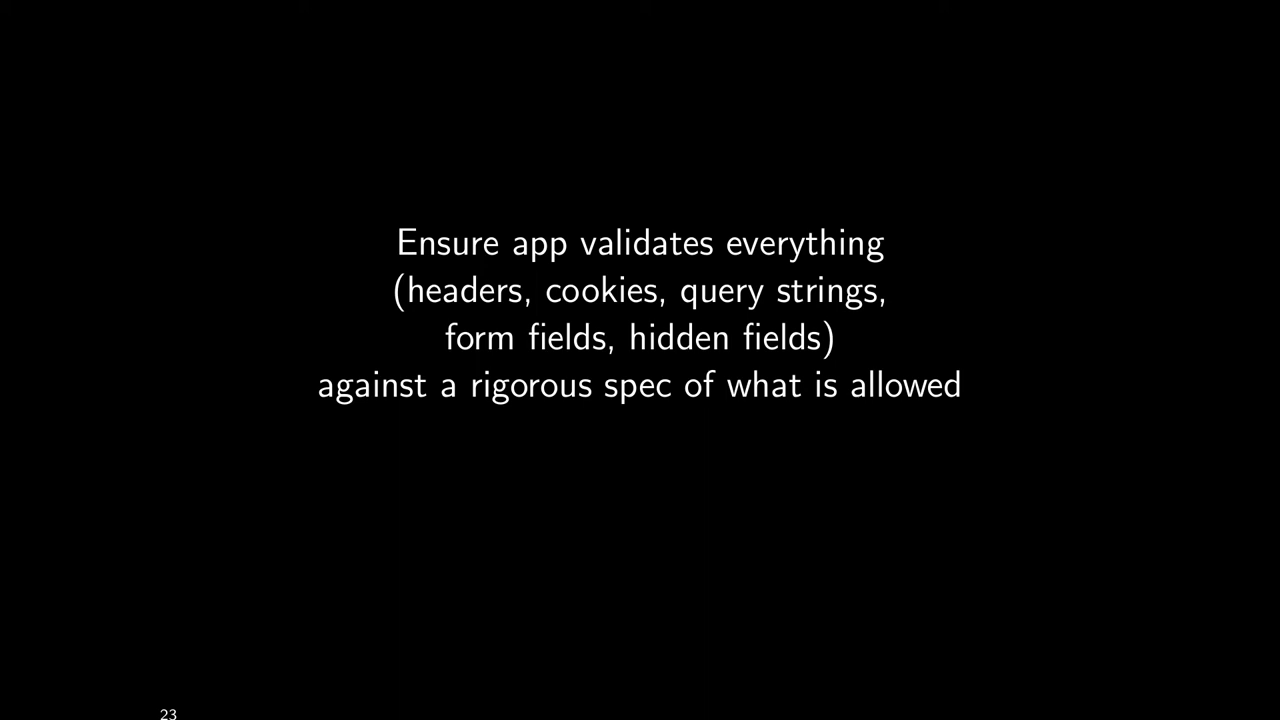 Ensure app validates everything
(headers, cookies, query strings,
form fields, hidden fields)
against a rigorous spec of what is allowed
23